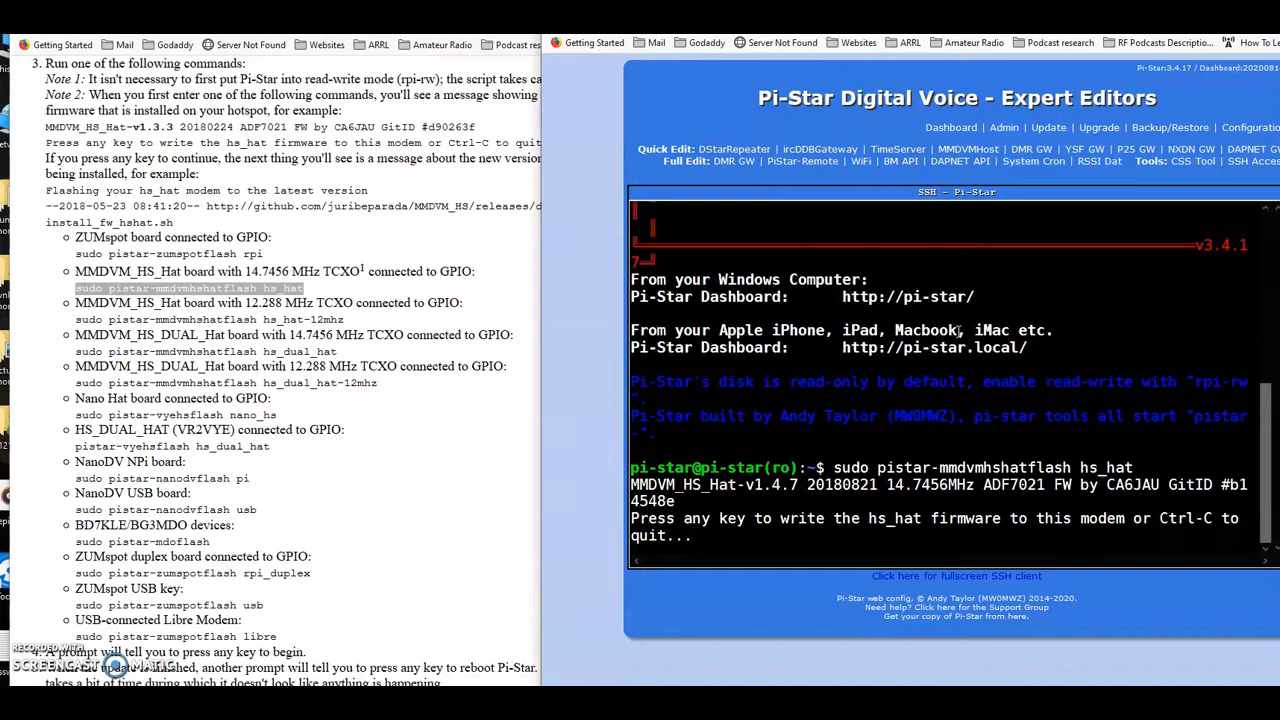 Getting Started Mail Godaddy Server Not Found Websites ARRL Amateur Radio Podcast res
3. Run one of the following commands:
Note 1: It isn't necessary to first put Pi-Star into read-write mode (rpi-rw); the script takes ca
Note 2: When you first enter one of the following commands, you'll see a message showing
firmware that is installed on your hotspot, for example:
MMDVM_HS_Hat-v1.3.3 20180224 ADF7021 FW by CA6JAU GitID #d90263f
Press any key to write the hs_hat firmware to this modem or Ctrl-C to quit
If you press any key to continue, the next thing you'll see is a message about the new version
being installed, for example:
Flashing your hs_hat modem to the latest version
--2018-05-23 08:41:20-- http://github.com/juribeparada/MMDVM_HS/releases/d
install_fw_hshat.sh
ZUMspot board connected to GPIO:
sudo pistar-zumspotflash rpi
MMDVM_HS_Hat board with 14.7456 MHz TCXO1 connected to GPIO:
sudo pistar-mmdvmhshatflash hs_hat
MMDVM_HS_Hat board with 12.288 MHz TCXO connected to GPIO:
sudo pistar-mmdvmhshatflash hs_hat-12mhz
MMDVM_HS_DUAL_Hat board with 14.7456 MHz TCXO connected to GPIO:
sudo pistar-mmdvmhshatflash hs_dual_hat
MMDVM_HS_DUAL_Hat board with 12.288 MHz TCXO connected to GPIO:
sudo pistar-mmdvmhshatflash hs_dual_hat-12mhz
Nano Hat board connected to GPIO:
sudo pistar-vyehsflash nano_hs
HS_DUAL_HAT (VR2VYE) connected to GPIO:
pistar-vyehsflash hs_dual_hat
NanoDV NPi board:
sudo pistar-nanodvflash pi
NanoDV USB board:
sudo pistar-nanodvflash usb
BD7KLE/BG3MDO devices:
sudo pistar-mdoflash
ZUMspot duplex board connected to GPIO:
sudo pistar-zumspotflash rpi_duplex
ZUMspot USB key:
sudo pistar-zumspotflash usb
USB-connected Libre Modem:
sudo pistar-zumspotflash libre
4. A prompt will tell you to press any key to begin.
update is finished, another prompt will tell you to press any key to reboot Pi-Star.
takes a bit of time during which it doesn't look like anything is happening
RECORDED WITH
SCREENCAST MATIC
Getting Started Mail Godaddy Server Not Found Websites ARRL Amateur Radio Podcast research RF Podcasts Descriptio... How To Le
Pi-Star:3.4.17 / Dashboard:2020081
Pi-Star Digital Voice - Expert Editors
Dashboard | Admin | Update | Upgrade | Backup/Restore | Configuratio
Quick Edit: DStarRepeater | ircDDBGateway | TimeServer | MMDVMHost | DMR GW | YSF GW | P25 GW | NXDN GW | DAPNET G
Full Edit: DMR GW | PiStar-Remote | WiFi | BM API | DAPNET API | System Cron | RSSI Dat Tools: CSS Tool | SSH Acces
SSH - Pi-Star
v3.4.1
7
From your Windows Computer:
Pi-Star Dashboard: http://pi-star/
From your Apple iPhone, iPad, Macbook, iMac etc.
Pi-Star Dashboard: http://pi-star.local/
Pi-Star's disk is read-only by default, enable read-write with "rpi-rw
".
Pi-Star built by Andy Taylor (MW0MWZ), pi-star tools all start "pistar
-".
pi-star@pi-star(ro):~$ sudo pistar-mmdvmhshatflash hs_hat
MMDVM_HS_Hat-v1.4.7 20180821 14.7456MHz ADF7021 FW by CA6JAU GitID #b1
4548e
Press any key to write the hs_hat firmware to this modem or Ctrl-C to
quit...
Click here for fullscreen SSH client
Pi-Star web config, © Andy Taylor (MW0MWZ) 2014-2020.
Need help? Click here for the Support Group
Get your copy of Pi-Star from here.